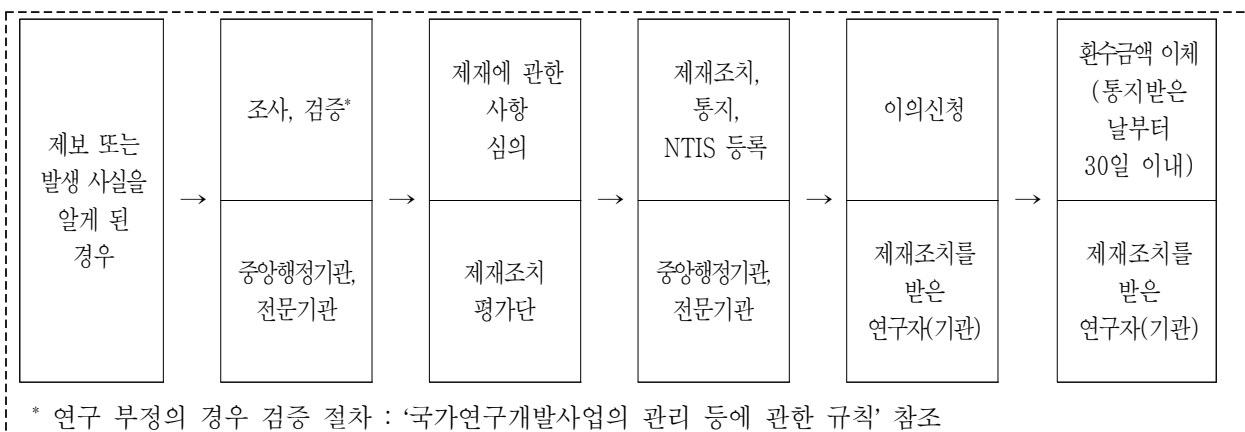 제보 또는
발생 사실을
알게 된
경우
→
조사, 검증*
중앙행정기관,
전문기관
→
제재에 관한
사항
심의
제재조치
평가단
→
제재조치,
통지,
NTIS 등록
중앙행정기관,
전문기관
→
이의신청
제재조치를
받은
연구자(기관)
→
환수금액 이체
(통지받은
날부터
30일 이내)
제재조치를
받은
연구자(기관)
* 연구 부정의 경우 검증 절차 : ‘국가연구개발사업의 관리 등에 관한 규칙’ 참조